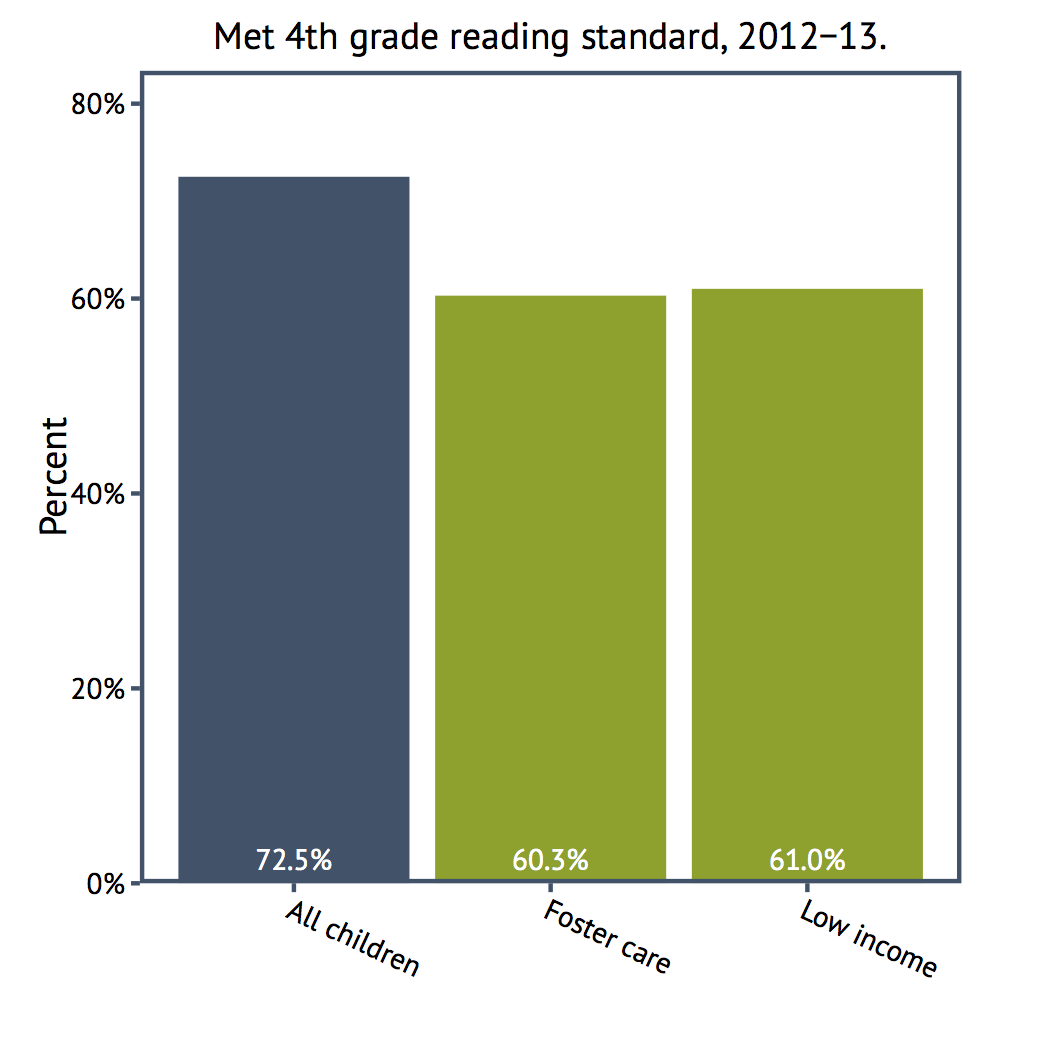 Met 4th grade reading standard, 2012–13.
Percent
80%
60%
40%
20%
0%
72.5%
60.3%
61.0%
All children
Foster care
Low income